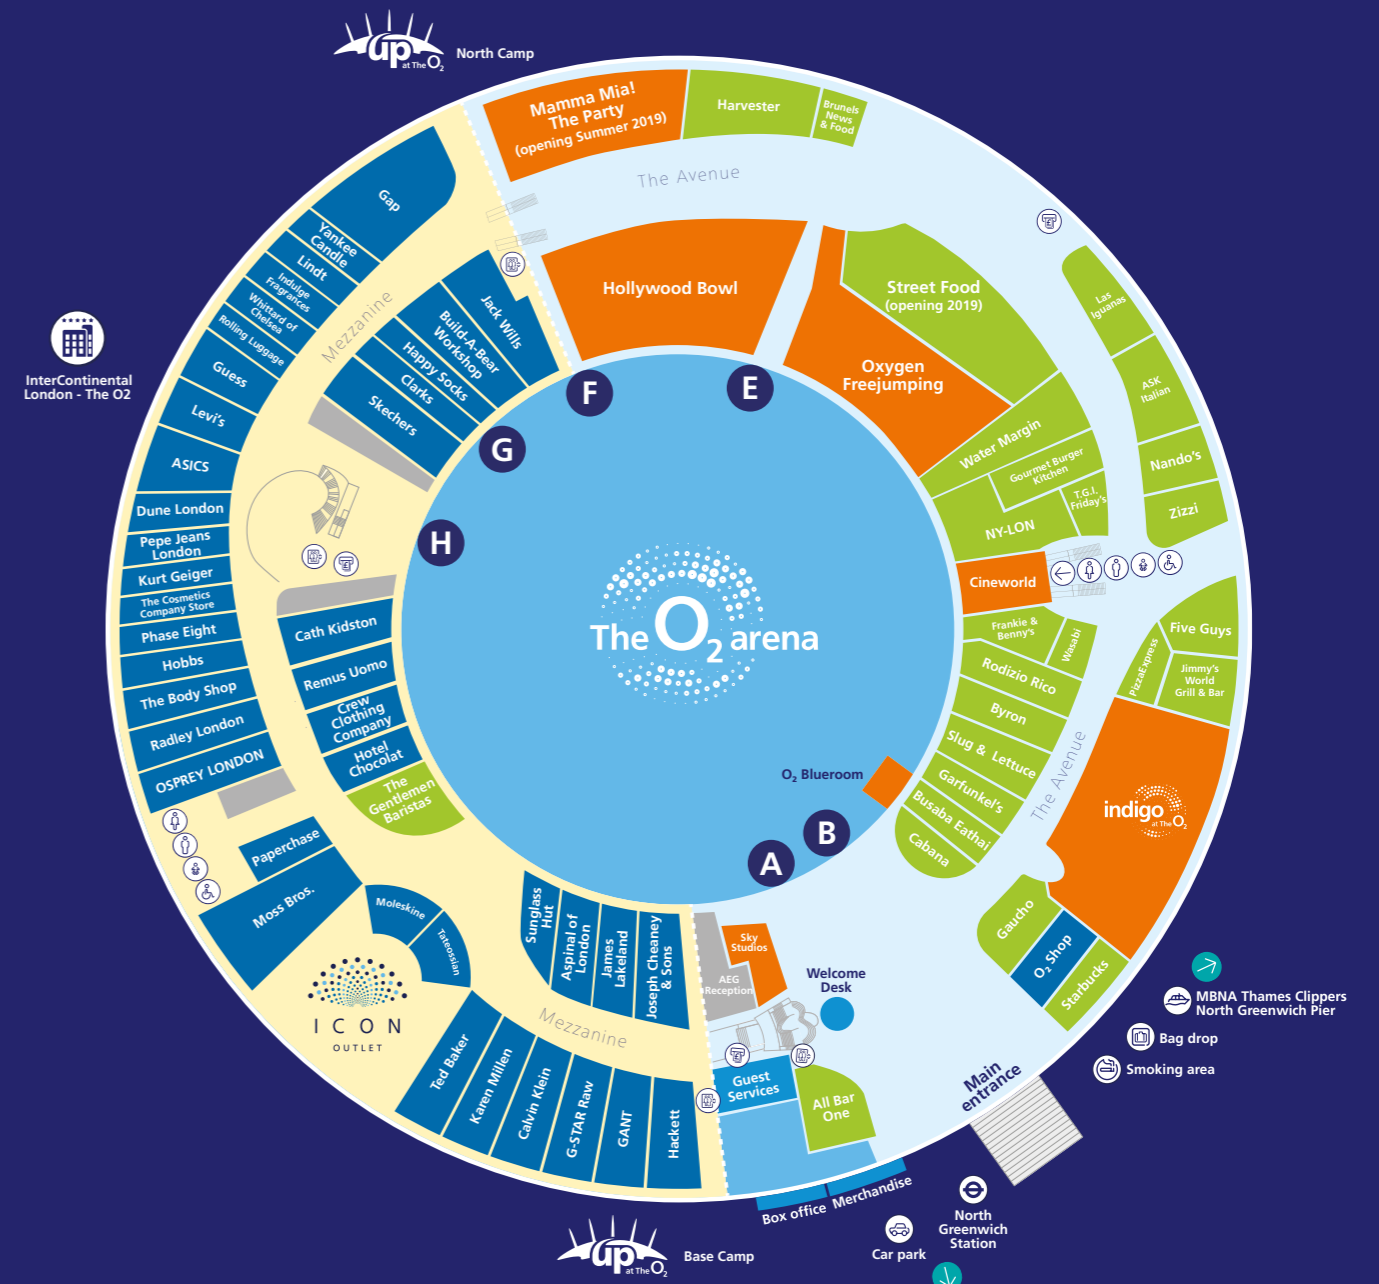 up
at The O2
North Camp
Mamma Mia!
The Party
(opening Summer 2019)
Harvester
Brunels
News
& Food
The Avenue
Gap
Yankee
Candle
Lindt
Indulge
Fragrances
Whittard of
Chelsea
Rolling Luggage
Guess
Levi's
ASICS
Dune London
Pepe Jeans
London
Kurt Geiger
The Cosmetics
Company Store
Phase Eight
Hobbs
The Body Shop
Radley London
OSPREY LONDON
Mezzanine
Jack Wills
Build-A-Bear
Workshop
Happy Socks
Clarks
Skechers
InterContinental
London - The O2
Hollywood Bowl
Street Food
(opening 2019)
Oxygen
Freejumping
Las
Iguanas
ASK
Italian
Nando's
Zizzi
Water Margin
Gourmet Burger
Kitchen
T.G.I.
Friday's
NY-LON
Cineworld
F
E
G
H
The O2 arena
Cath Kidston
Remus Uomo
Crew
Clothing
Company
Hotel
Chocolat
The
Gentlemen
Baristas
Frankie &
Benny's
Wasabi
Rodizio Rico
Byron
Slug & Lettuce
Garfunkel's
Busaba Eathai
Cabana
Five Guys
PizzaExpress
Jimmy's
World
Grill & Bar
The Avenue
indigo
at The O2
O2 Blueroom
B
A
Gaucho
O2 Shop
Starbucks
Paperchase
Moss Bros.
Moleskine
Tateossian
ICON
OUTLET
Sunglass
Hut
Aspinal of
London
James
Lakeland
Joseph Cheaney
& Sons
Mezzanine
Ted Baker
Karen Millen
Calvin Klein
G-STAR Raw
GANT
Hackett
Sky
Studios
AEG
Reception
Welcome
Desk
Guest
Services
All Bar
One
Main
entrance
MBNA Thames Clippers
North Greenwich Pier
Bag drop
Smoking area
Box office
Merchandise
North
Greenwich
Station
Car park
up
at The O2
Base Camp